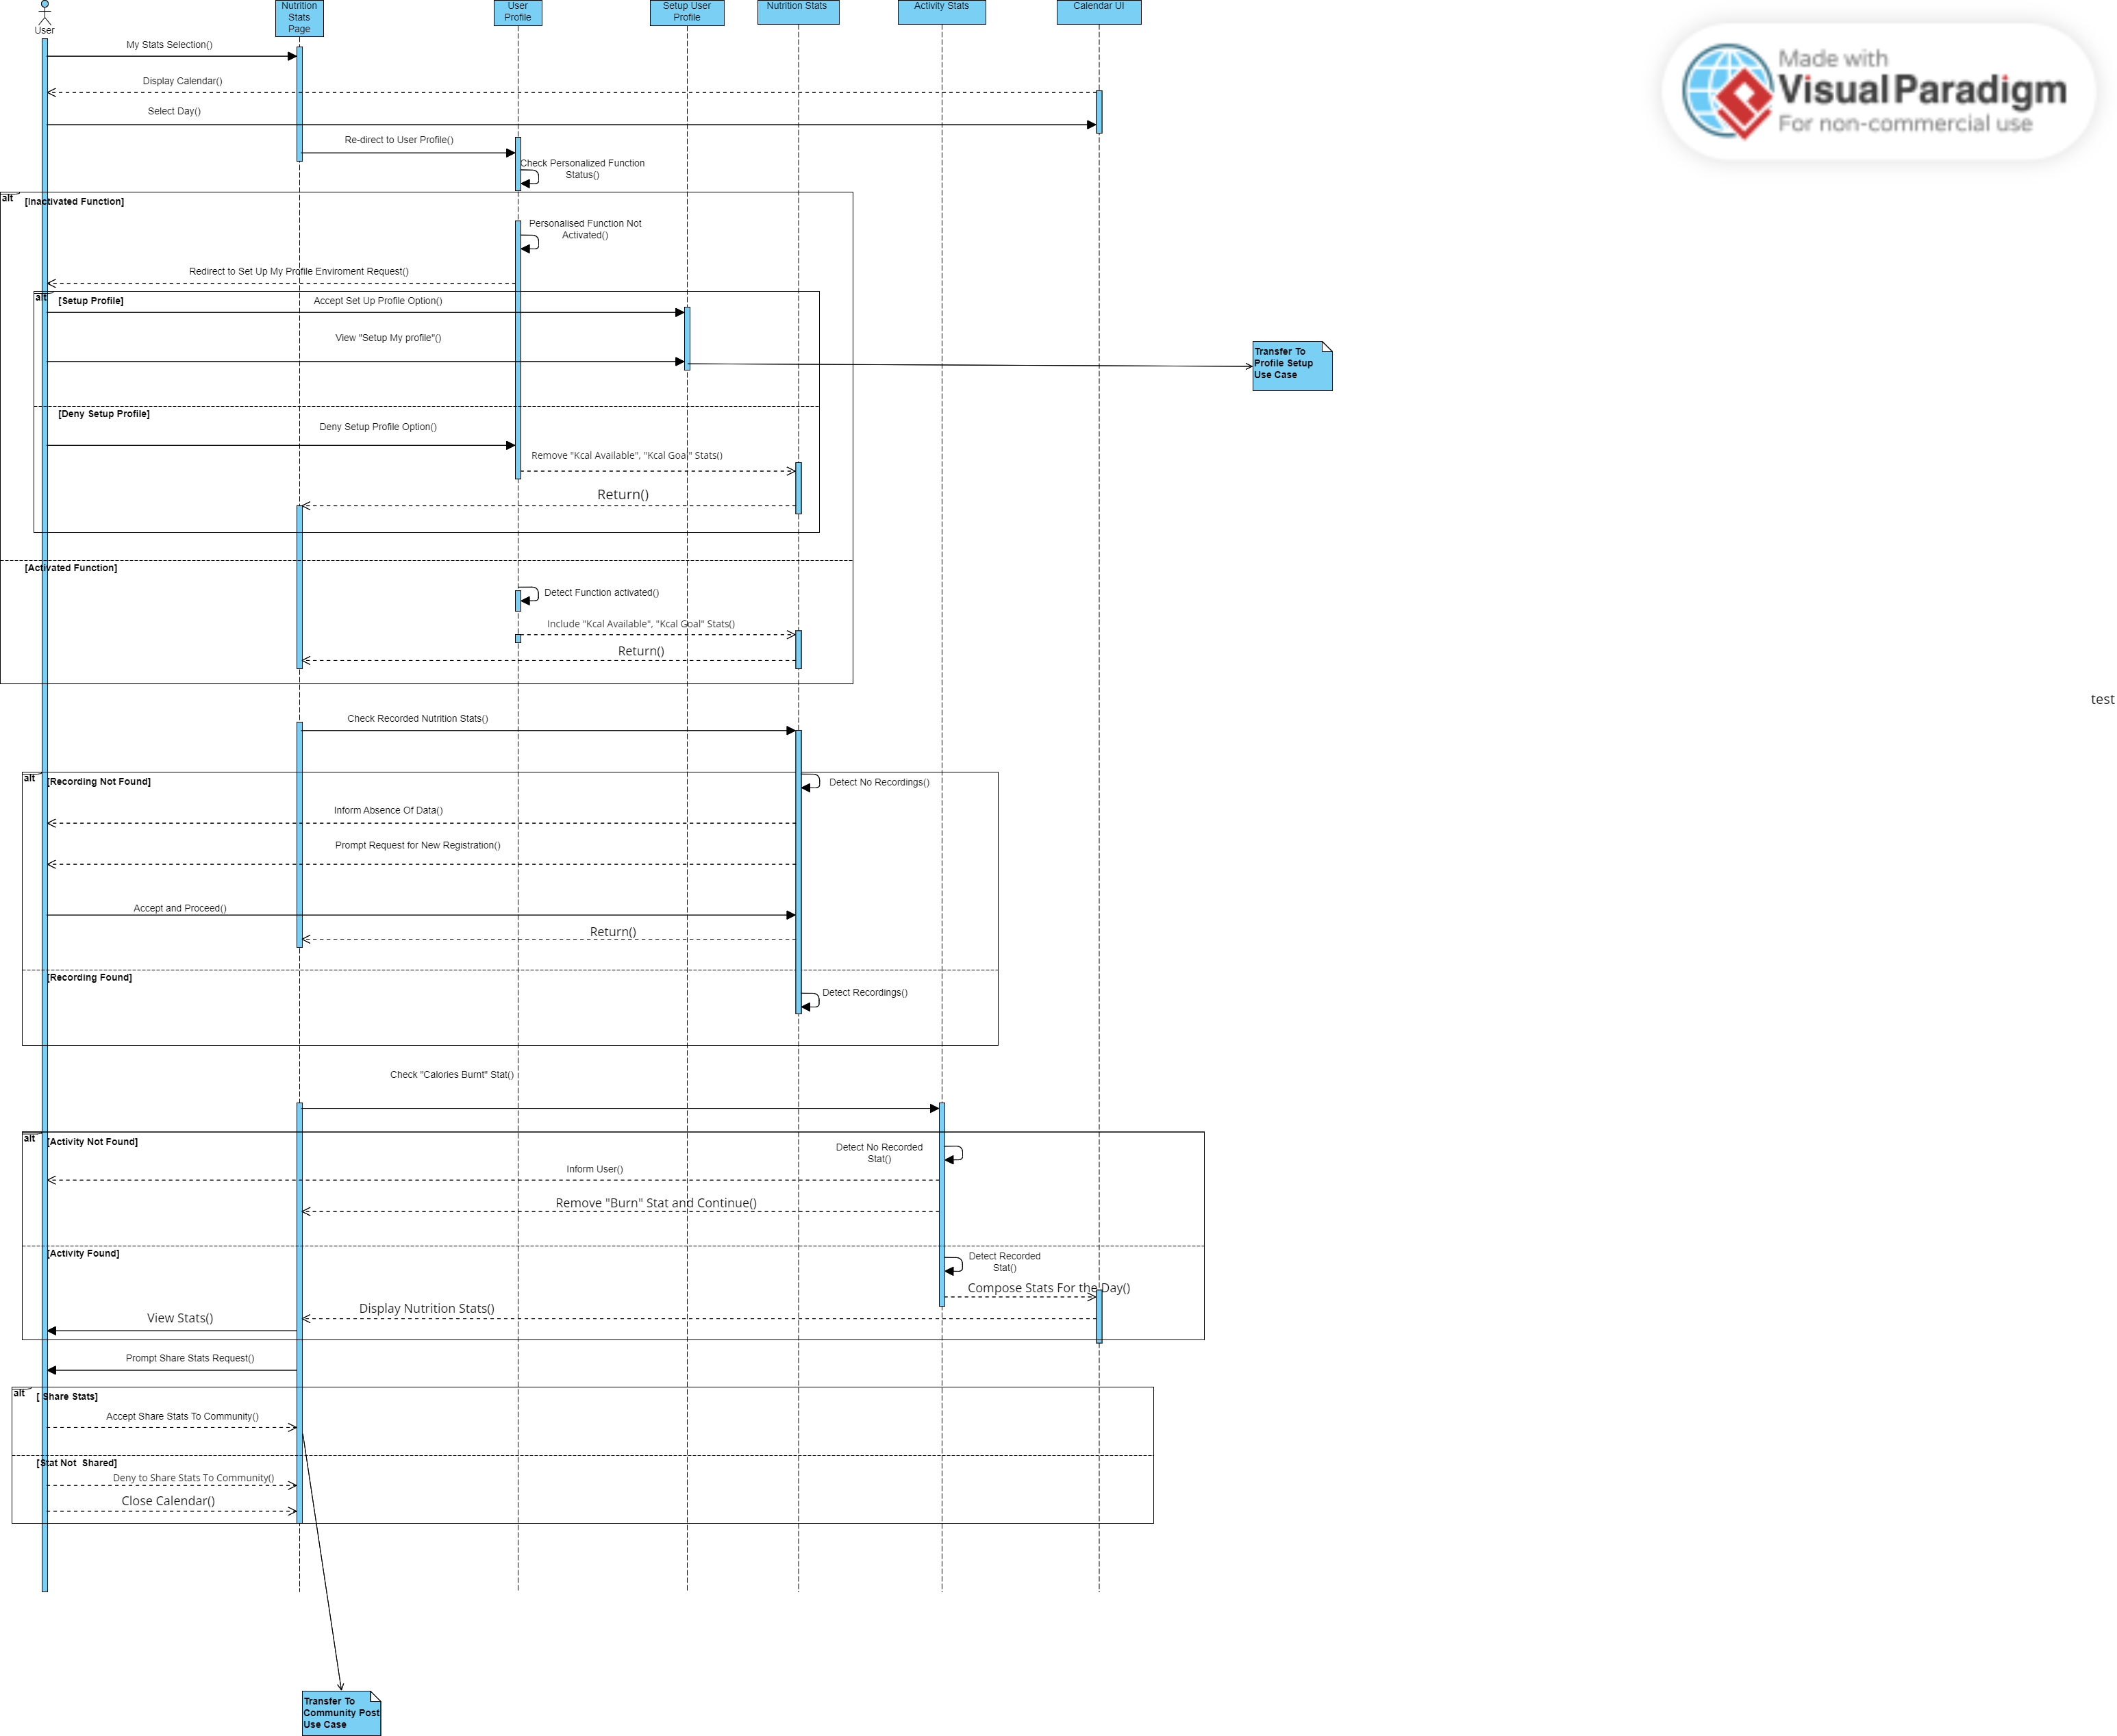 User
Nutrition
Stats
Page
User
Profile
Setup User
Profile
Nutrition Stats
Activity Stats
Calendar UI
Made with
Visual Paradigm
For non-commercial use
My Stats Selection()
Display Calendar()
Select Day()
Re-direct to User Profile()
Check Personalized Function
Status()
alt
[Inactivated Function]
Personalised Function Not
Activated()
Redirect to Set Up My Profile Enviroment Request()
alt
[Setup Profile]
Accept Set Up Profile Option()
View "Setup My profile"()
Transfer To
Profile Setup
Use Case
[Deny Setup Profile]
Deny Setup Profile Option()
Remove "Kcal Available", "Kcal Goal" Stats()
Return()
[Activated Function]
Detect Function activated()
Include "Kcal Available", "Kcal Goal" Stats()
Return()
test
Check Recorded Nutrition Stats()
alt
[Recording Not Found]
Detect No Recordings()
Inform Absence Of Data()
Prompt Request for New Registration()
Accept and Proceed()
Return()
[Recording Found]
Detect Recordings()
Check "Calories Burnt" Stat()
alt
[Activity Not Found]
Detect No Recorded
Stat()
Inform User()
Remove "Burn" Stat and Continue()
[Activity Found]
Detect Recorded
Stat()
Compose Stats For the Day()
Display Nutrition Stats()
View Stats()
Prompt Share Stats Request()
alt
[ Share Stats]
Accept Share Stats To Community()
[Stat Not  Shared]
Deny to Share Stats To Community()
Close Calendar()
Transfer To
Community Post
Use Case